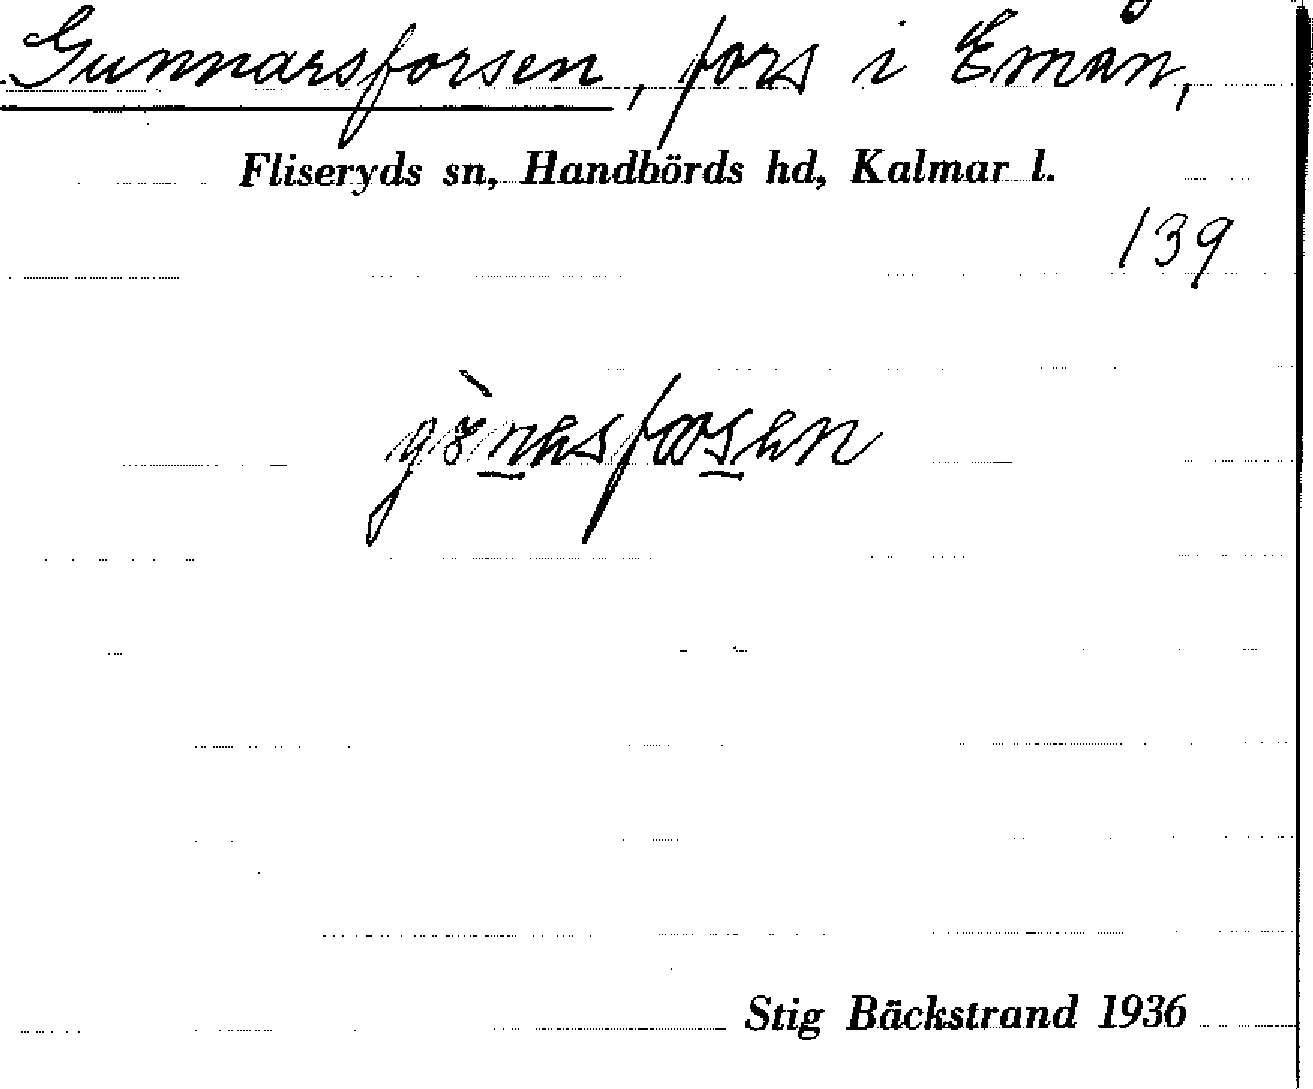 Gunnarsforsen, fors i Emån,
Fliseryds sn, Handbörds hd, Kalmar l.
139
Stig Bäckstrand 1936